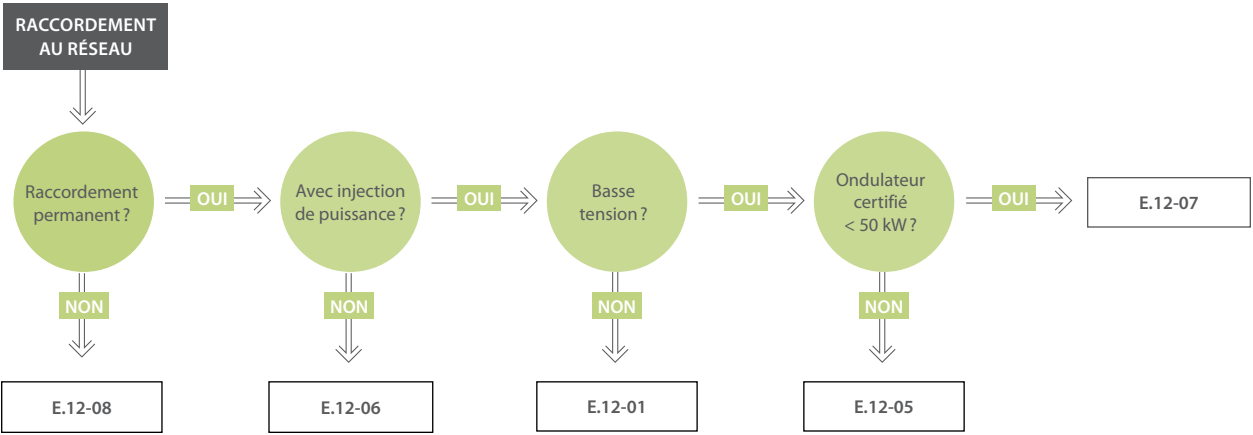 RACCORDEMENT
AU RÉSEAU
Raccordement
permanent ?
OUI
Avec injection
de puissance ?
OUI
Basse
tension ?
OUI
Ondulateur
certifié
< 50 kW ?
OUI
E.12-07
NON
NON
NON
NON
E.12-08
E.12-06
E.12-01
E.12-05